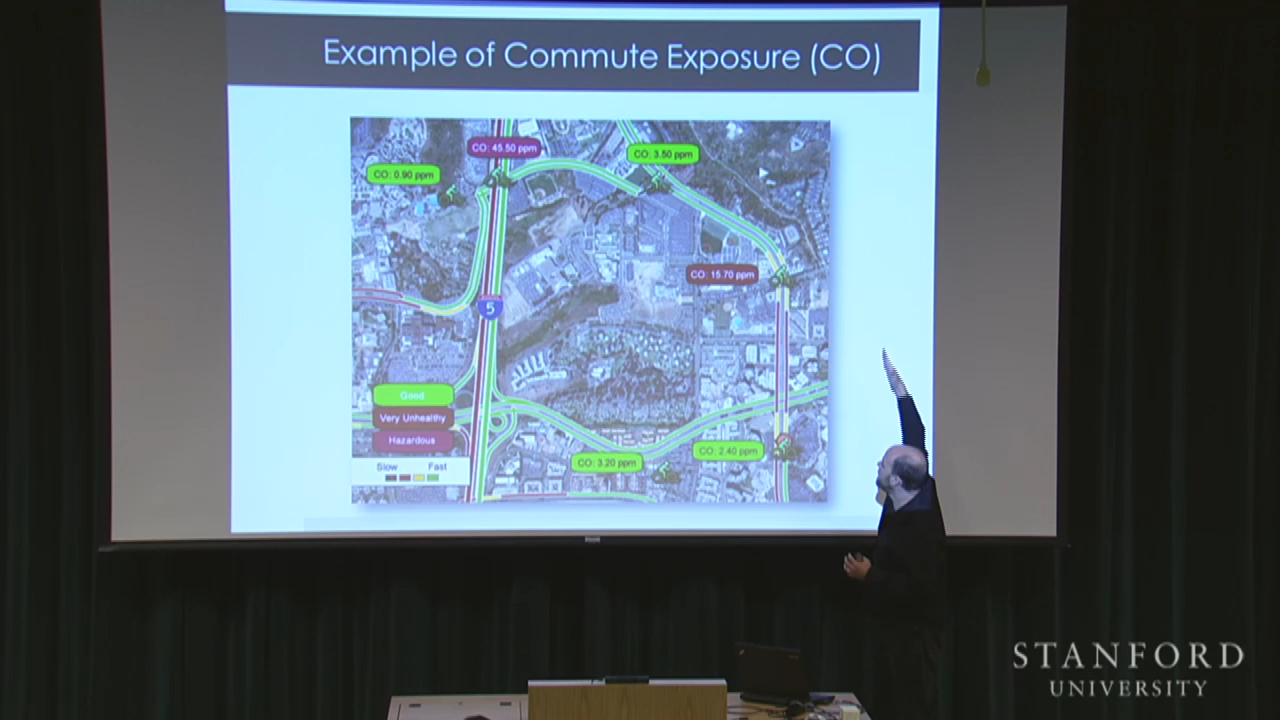 Example of Commute Exposure (CO)
CO: 45.50 ppm
CO: 3.50 ppm
CO: 0.90 ppm
CO: 15.70 ppm
5
Good
Very Unhealthy
Hazardous
CO: 2.40 ppm
CO: 3.20 ppm
Slow Fast
STANFORD
UNIVERSITY